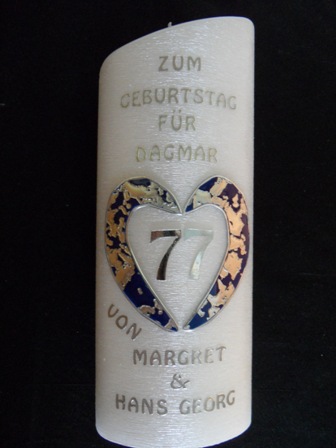 ZUM
GEBURTSTAG
FÜR
DAGMAR
77
VON
MARGRET
&
HANS GEORG